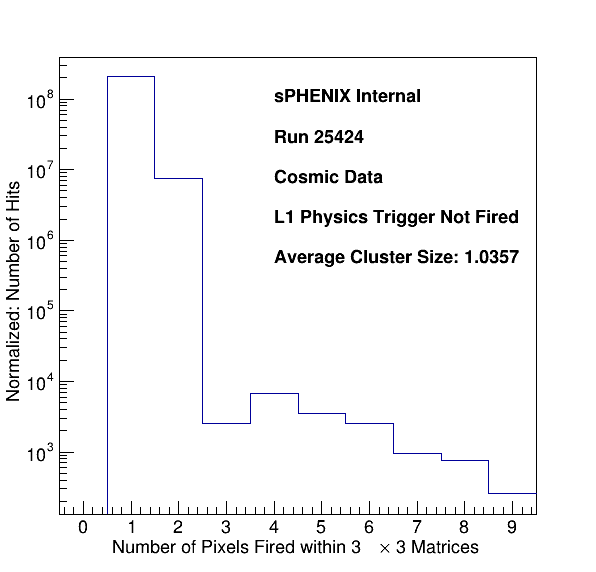 sPHENIX Internal
Run 25424
Cosmic Data
L1 Physics Trigger Not Fired
Average Cluster Size: 1.0357
Normalized: Number of Hits
10^8
10^7
10^6
10^5
10^4
10^3
0 1 2 3 4 5 6 7 8 9
Number of Pixels Fired within 3 × 3 Matrices